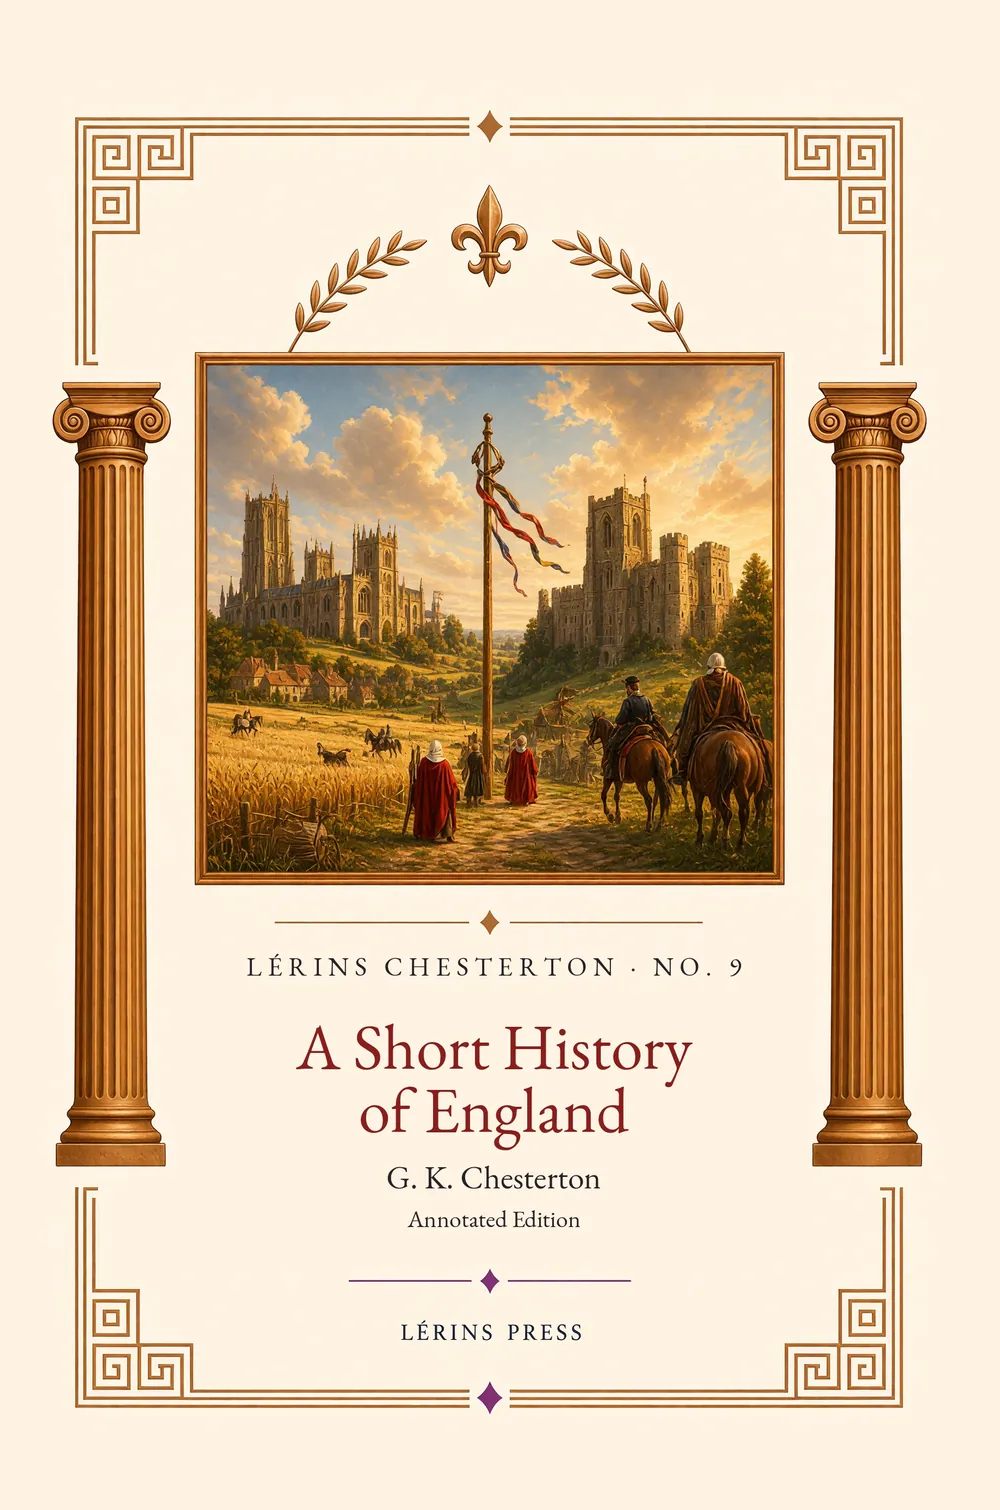 LÉRINS CHESTERTON · NO. 9
A Short History
of England
G. K. Chesterton
Annotated Edition
LÉRINS PRESS